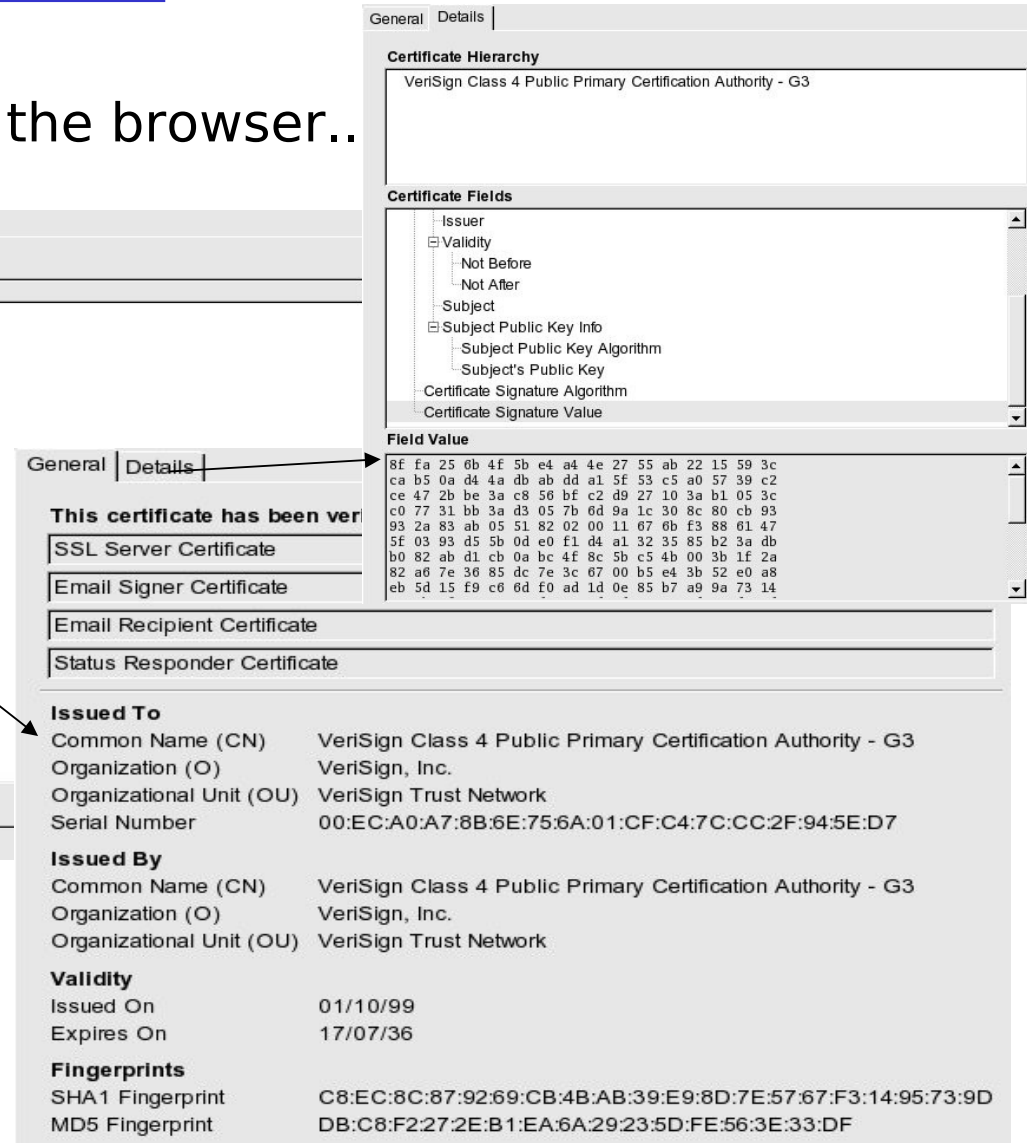 the browser..
General Details
Certificate Hierarchy
VeriSign Class 4 Public Primary Certification Authority - G3
Certificate Fields
Issuer
Validity
Not Before
Not After
Subject
Subject Public Key Info
Subject Public Key Algorithm
Subject's Public Key
Certificate Signature Algorithm
Certificate Signature Value
Field Value
8f fa 25 6b 4f 5b e4 a4 4e 27 55 ab 22 15 59 3c
ca b5 0a d4 4a db ab dd a1 5f 53 c5 a0 57 39 c2
ce 47 2b be 3a c8 56 bf c2 d9 27 10 3a b1 05 3c
c0 77 31 bb 3a d3 05 7b 6d 9a 1c 30 8c 80 cb 93
93 2a 83 ab 05 51 82 02 00 11 67 6b f3 88 61 47
5f 03 93 d5 5b 0d e0 f1 d4 a1 32 35 85 b2 3a db
b0 82 ab d1 cb 0a bc 4f 8c 5b c5 4b 00 3b 1f 2a
82 a6 7e 36 85 dc 7e 3c 67 00 b5 e4 3b 52 e0 a8
eb 5d 15 f9 c6 6d f0 ad 1d 0e 85 b7 a9 9a 73 14
General Details
This certificate has been veri
SSL Server Certificate
Email Signer Certificate
Email Recipient Certificate
Status Responder Certificate
Issued To
Common Name (CN) VeriSign Class 4 Public Primary Certification Authority - G3
Organization (O) VeriSign, Inc.
Organizational Unit (OU) VeriSign Trust Network
Serial Number 00:EC:A0:A7:8B:6E:75:6A:01:CF:C4:7C:CC:2F:94:5E:D7
Issued By
Common Name (CN) VeriSign Class 4 Public Primary Certification Authority - G3
Organization (O) VeriSign, Inc.
Organizational Unit (OU) VeriSign Trust Network
Validity
Issued On 01/10/99
Expires On 17/07/36
Fingerprints
SHA1 Fingerprint C8:EC:8C:87:92:69:CB:4B:AB:39:E9:8D:7E:57:67:F3:14:95:73:9D
MD5 Fingerprint DB:C8:F2:27:2E:B1:EA:6A:29:23:5D:FE:56:3E:33:DF